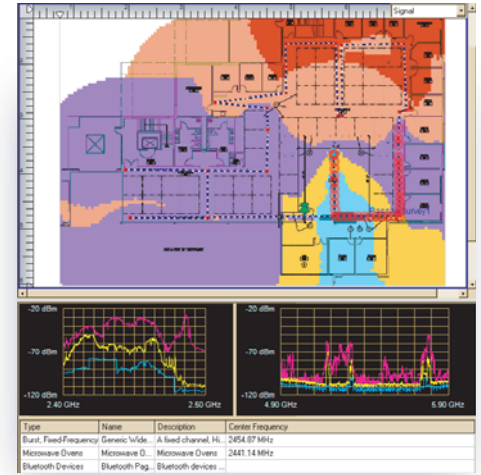 Signal
Survey1
-20 dBm
-70 dBm
-120 dBm
2.40 GHz
2.50 GHz
-20 dBm
-70 dBm
-120 dBm
4.90 GHz
5.90 GHz
Type Name Description Center Frequency
Burst, Fixed-Frequency Generic Wide... A fixed channel, Hi... 2454.87 MHz
Microwave Ovens Microwave O... Microwave Ovens 2441.14 MHz
Bluetooth Devices Bluetooth Pag... Bluetooth devices ...